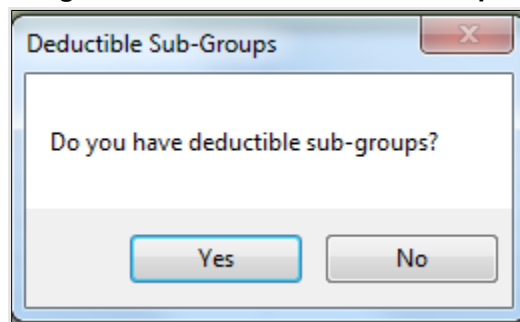 Deductible Sub-Groups
Do you have deductible sub-groups?
Yes
No